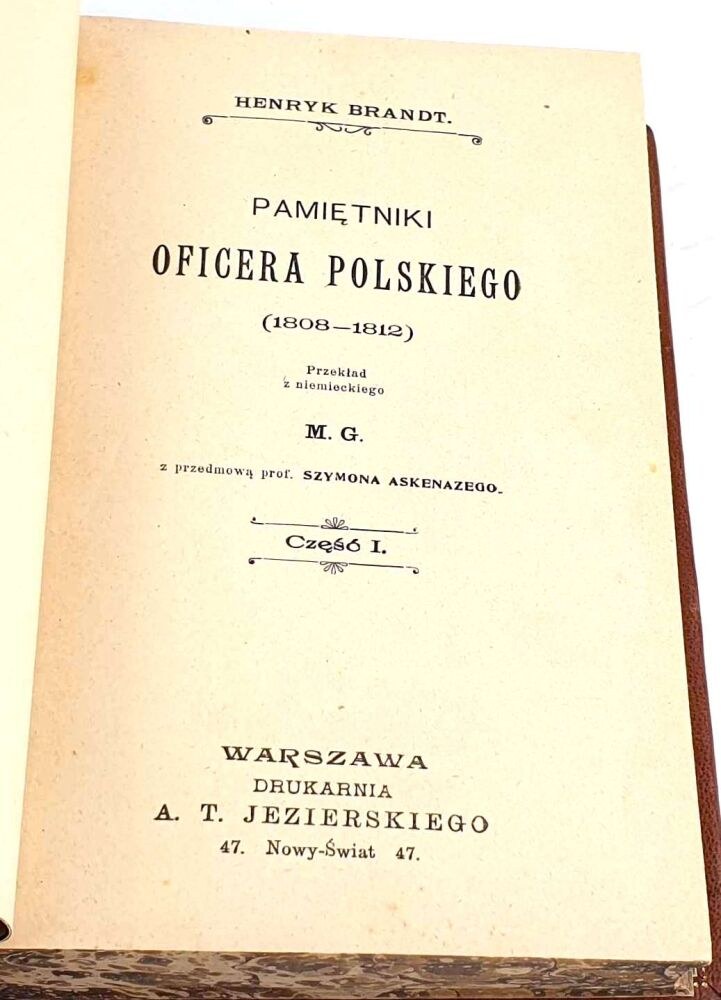 HENRYK BRANDT.
PAMIĘTNIKI
OFICERA POLSKIEGO
(1808—1812)
Przekład
z niemieckiego
M. G.
z przedmową prof. SZYMONA ASKENAZEGO.
Część I.
WARSZAWA
DRUKARNIA
A. T. JEZIERSKIEGO
47. Nowy-Świat 47.